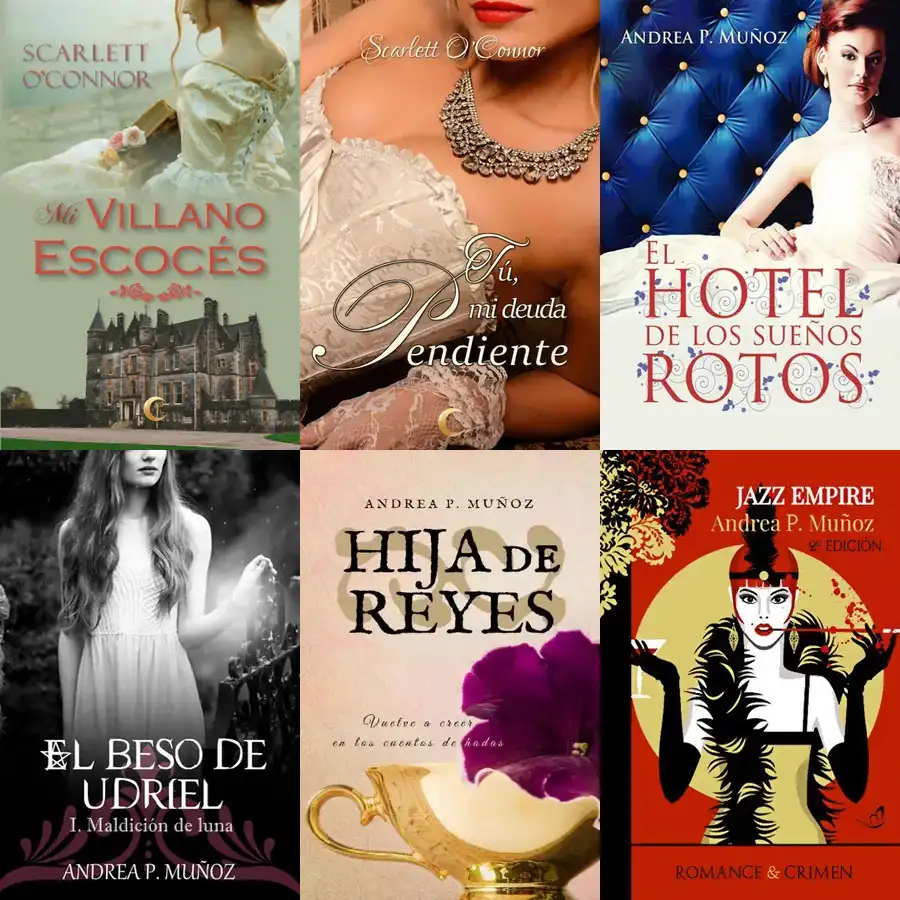 SCARLETT
O'CONNOR
Mi VILLANO
ESCOCÉS
Scarlett O'Connor
Tú,
mi deuda
Pendiente
ANDREA P. MUÑOZ
EL
HOTEL
DE LOS SUEÑOS
ROTOS
EL BESO DE
UDRIEL
I. Maldición de luna
ANDREA P. MUÑOZ
ANDREA P. MUÑOZ
HIJA DE
REYES
Vuelve a creer
en los cuentos de hadas
JAZZ EMPIRE
Andrea P. Muñoz
2ª EDICIÓN
ROMANCE & CRIMEN